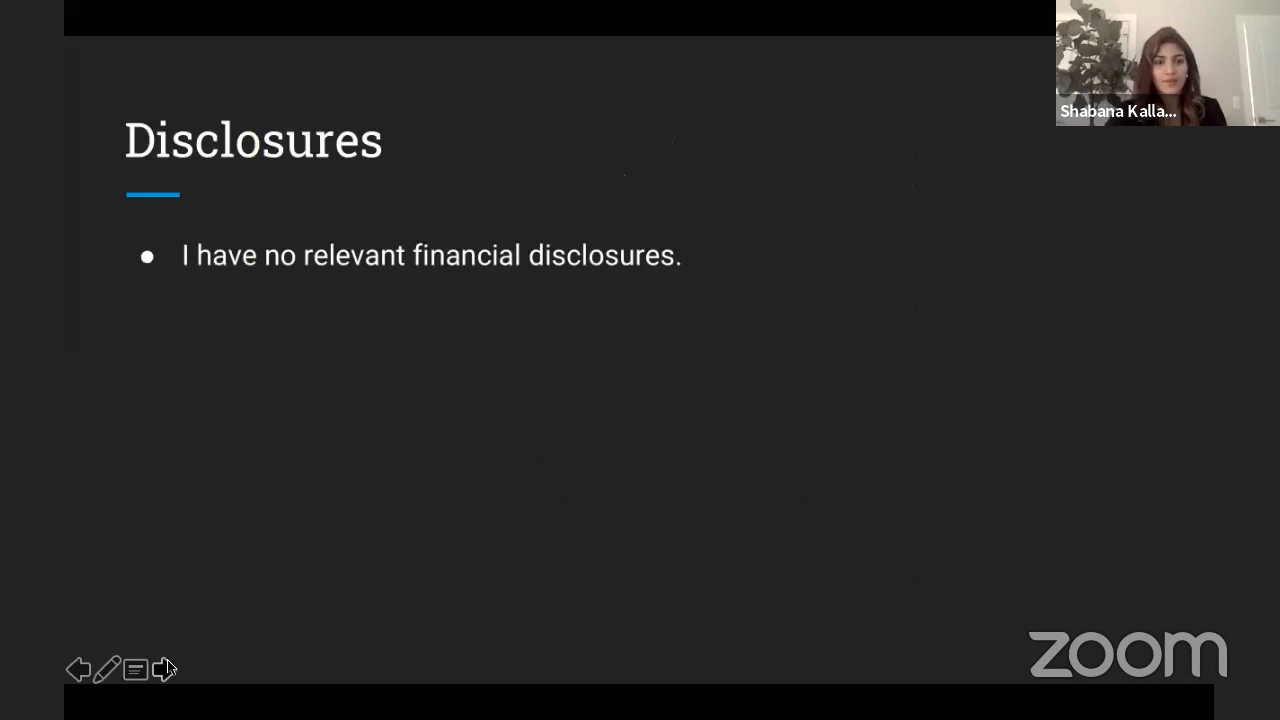 Shabana Kalla...
Disclosures
● I have no relevant financial disclosures.
zoom